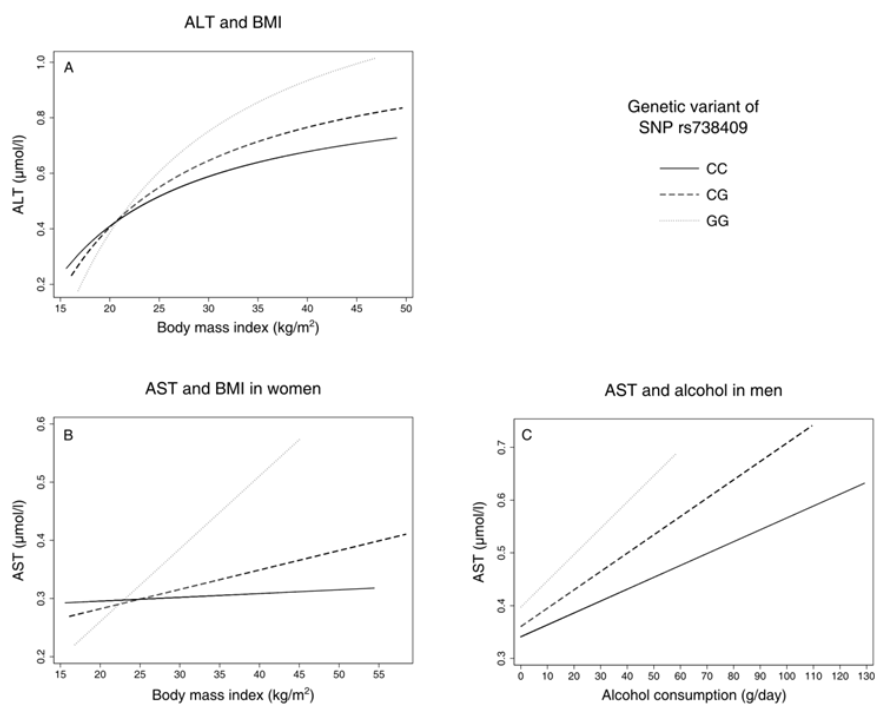 ALT and BMI
A
1.0
0.8
0.6
0.4
0.2
ALT (μmol/l)
15 20 25 30 35 40 45 50
Body mass index (kg/m²)
Genetic variant of
SNP rs738409
CC
CG
GG
AST and BMI in women
B
0.6
0.5
0.4
0.3
0.2
AST (μmol/l)
15 20 25 30 35 40 45 50 55
Body mass index (kg/m²)
AST and alcohol in men
C
0.7
0.6
0.5
0.4
0.3
AST (μmol/l)
0 10 20 30 40 50 60 70 80 90 100 110 120 130
Alcohol consumption (g/day)